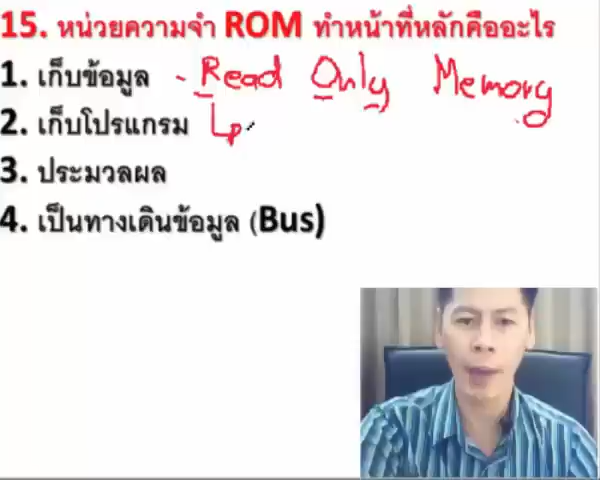 15. หน่วยความจำ ROM ทำหน้าที่หลักคืออะไร
1. เก็บข้อมูล - Read Only Memory
2. เก็บโปรแกรม
3. ประมวลผล
4. เป็นทางเดินข้อมูล (Bus)